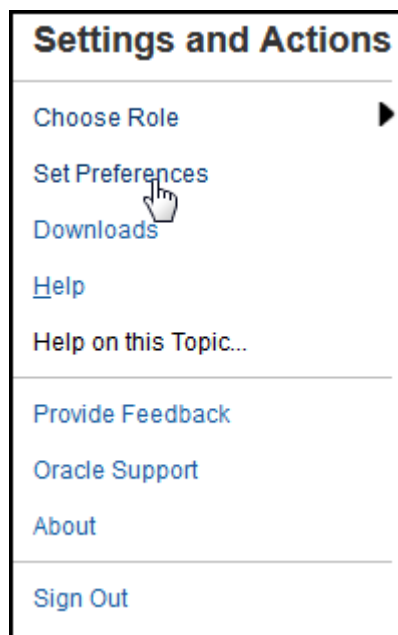 Settings and Actions
Choose Role
Set Preferences
Downloads
Help
Help on this Topic...
Provide Feedback
Oracle Support
About
Sign Out